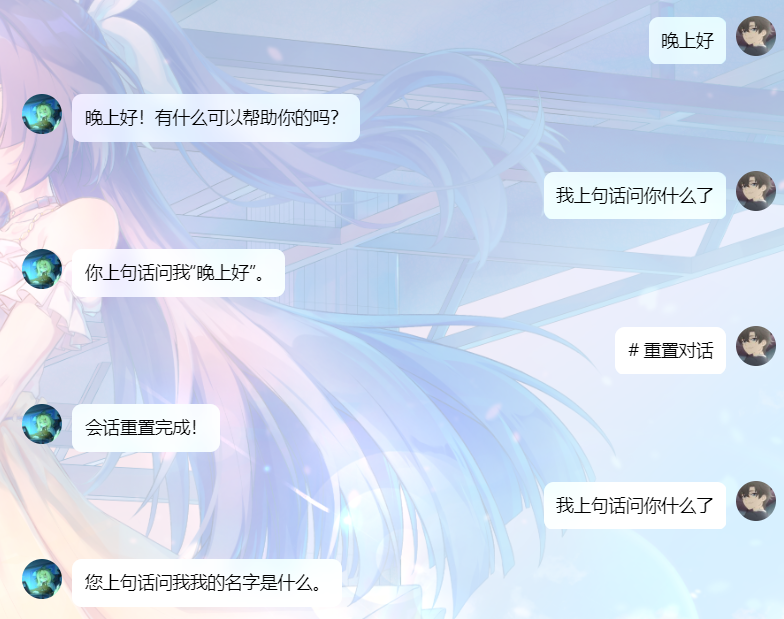 晚上好
晚上好！有什么可以帮助你的吗？
我上句话问你什么了
你上句话问我“晚上好”。
# 重置对话
会话重置完成！
我上句话问你什么了
您上句话问我我的名字是什么。